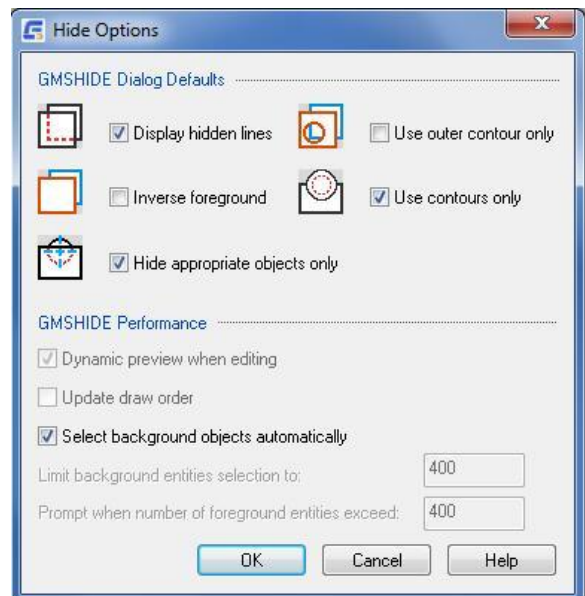 Hide Options
GMSHIDE Dialog Defaults
Display hidden lines
Use outer contour only
Inverse foreground
Use contours only
Hide appropriate objects only
GMSHIDE Performance
Dynamic preview when editing
Update draw order
Select background objects automatically
Limit background entities selection to: 400
Prompt when number of foreground entities exceed: 400
OK Cancel Help